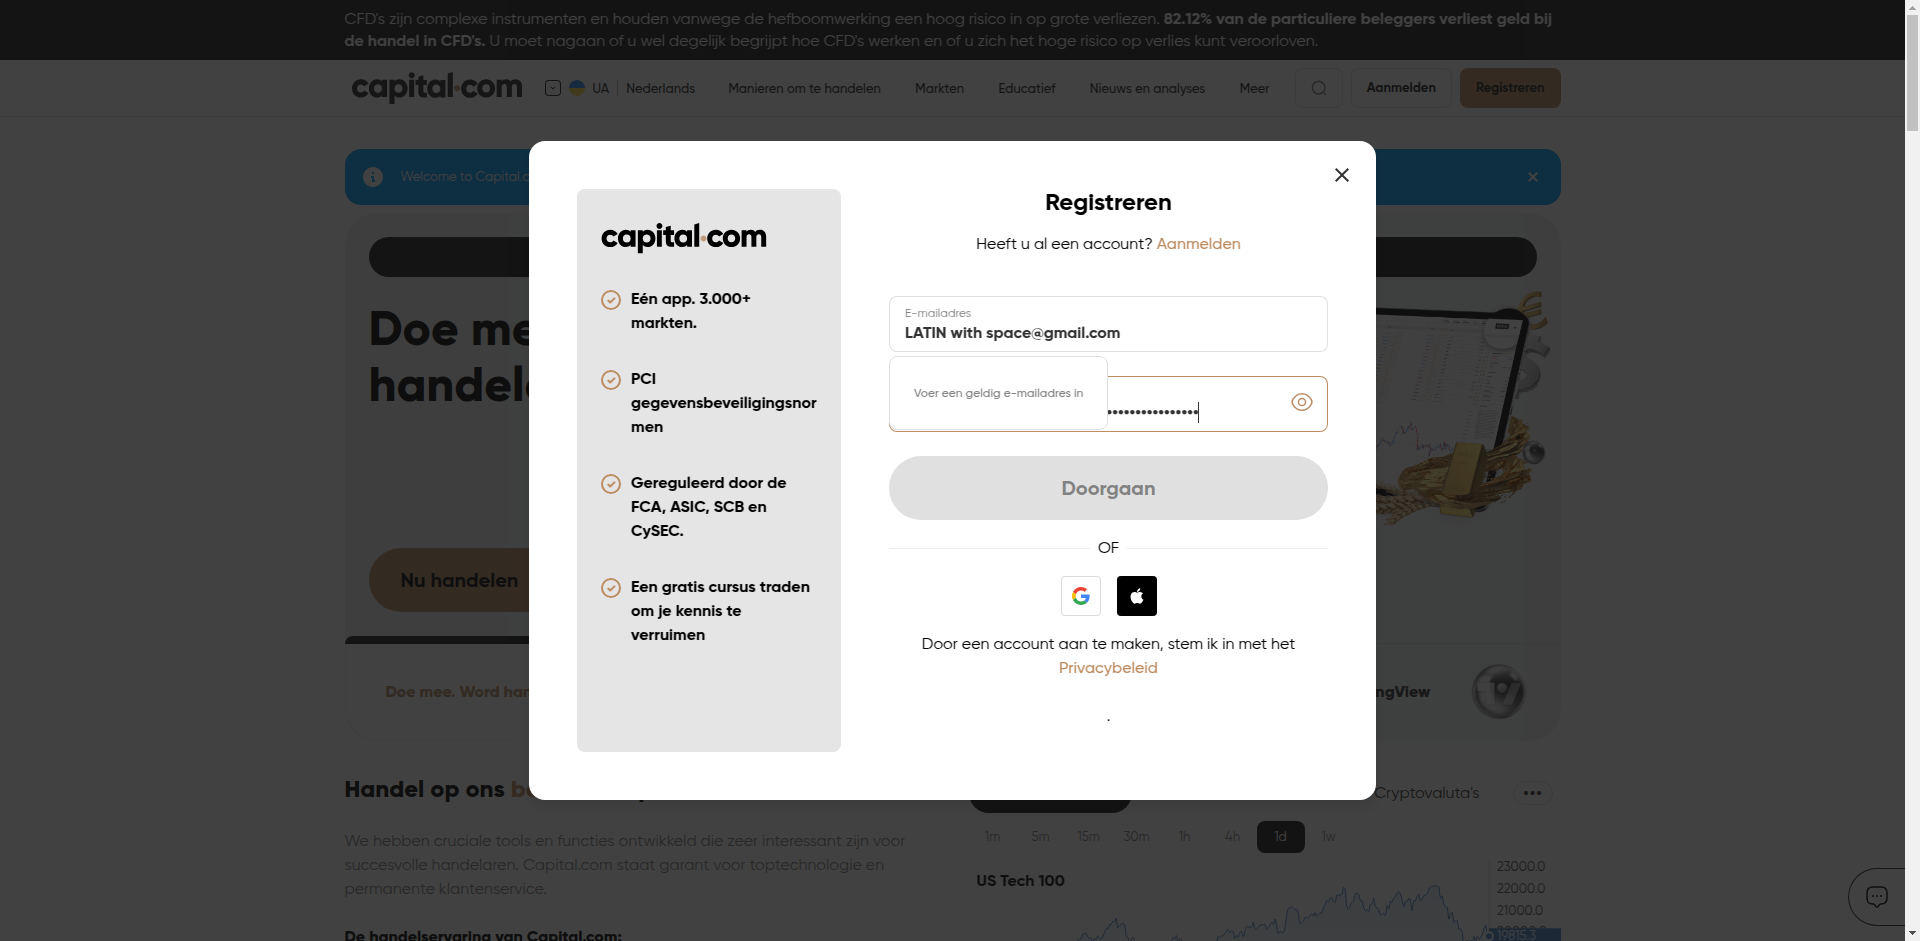 CFD's zijn complexe instrumenten en houden vanwege de hefboomwerking een hoog risico in op grote verliezen. 82.12% van de particuliere beleggers verliest geld bij
de handel in CFD's. U moet nagaan of u wel degelijk begrijpt hoe CFD's werken en of u zich het hoge risico op verlies kunt veroorloven.
capital.com
UA
Nederlands
Manieren om te handelen
Markten
Educatief
Nieuws en analyses
Meer
Aanmelden
Registreren
Welcome to Capital.c
Doe me
handel
Nu handelen
Doe mee. Word han
capital.com
Eén app. 3.000+
markten.
PCI
gegevensbeveiligingsnor
men
Gereguleerd door de
FCA, ASIC, SCB en
CySEC.
Een gratis cursus traden
om je kennis te
verruimen
Registreren
Heeft u al een account? Aanmelden
E-mailadres
LATIN with space@gmail.com
Voer een geldig e-mailadres in
Doorgaan
OF
Door een account aan te maken, stem ik in met het
Privacybeleid
.
ngView
Handel op ons b
We hebben cruciale tools en functies ontwikkeld die zeer interessant zijn voor
succesvolle handelaren. Capital.com staat garant voor toptechnologie en
permanente klantenservice.
De handelservaring van Capital.com:
Cryptovaluta's
1m
5m
15m
30m
1h
4h
1d
1w
US Tech 100
23000.0
22000.0
21000.0
19815.3